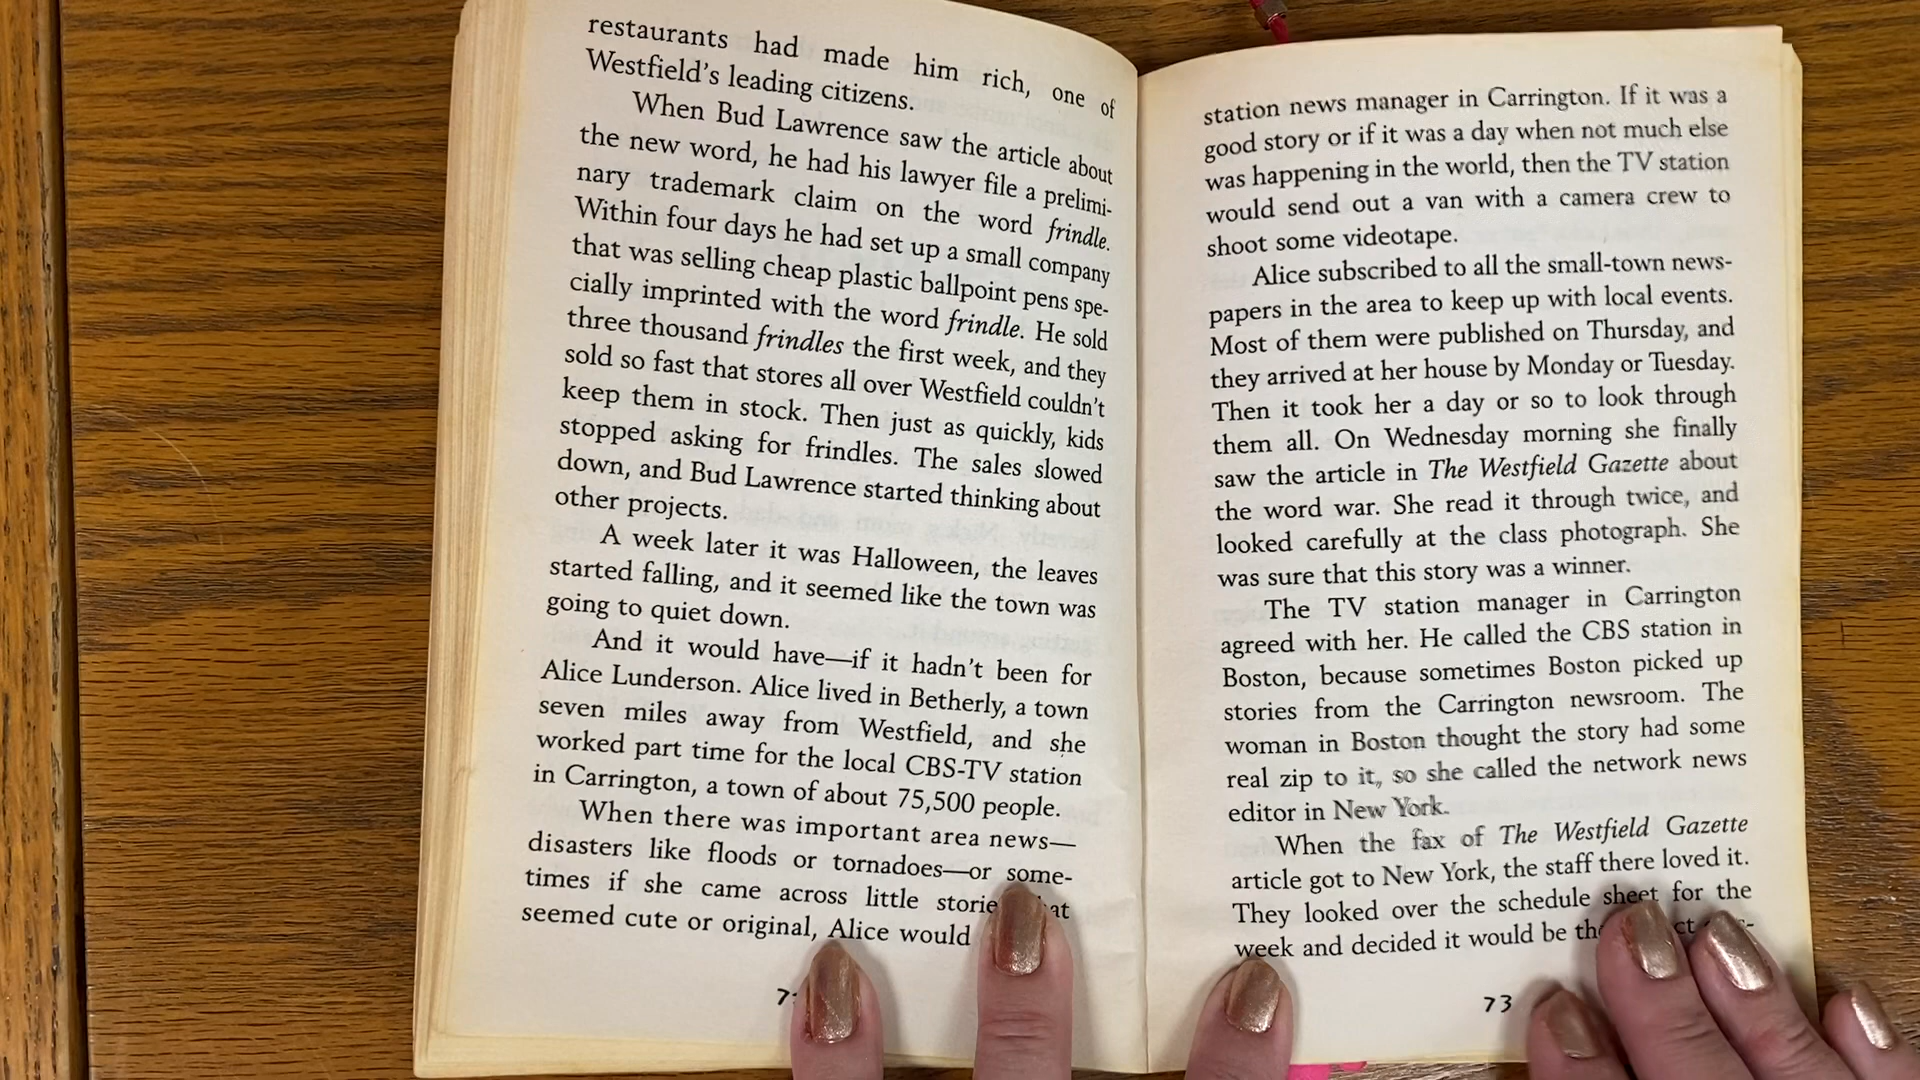 restaurants had made him rich, one of
Westfield's leading citizens.
When Bud Lawrence saw the article about
the new word, he had his lawyer file a prelimi-
nary trademark claim on the word frindle.
Within four days he had set up a small company
that was selling cheap plastic ballpoint pens spe-
cially imprinted with the word frindle. He sold
three thousand frindles the first week, and they
sold so fast that stores all over Westfield couldn't
keep them in stock. Then just as quickly, kids
stopped asking for frindles. The sales slowed
down, and Bud Lawrence started thinking about
other projects.
A week later it was Halloween, the leaves
started falling, and it seemed like the town was
going to quiet down.
And it would have—if it hadn't been for
Alice Lunderson. Alice lived in Betherly, a town
seven miles away from Westfield, and she
worked part time for the local CBS-TV station
in Carrington, a town of about 75,500 people.
When there was important area news—
disasters like floods or tornadoes—or some-
times if she came across little
seemed cute or original, Alice would
station news manager in Carrington. If it was a
good story or if it was a day when not much else
was happening in the world, then the TV station
would send out a van with a camera crew to
shoot some videotape.
Alice subscribed to all the small-town news-
papers in the area to keep up with local events.
Most of them were published on Thursday, and
they arrived at her house by Monday or Tuesday.
Then it took her a day or so to look through
them all. On Wednesday morning she finally
saw the article in The Westfield Gazette about
the word war. She read it through twice, and
looked carefully at the class photograph. She
was sure that this story was a winner.
The TV station manager in Carrington
agreed with her. He called the CBS station in
Boston, because sometimes Boston picked up
stories from the Carrington newsroom. The
woman in Boston thought the story had some
real zip to it, so she called the network news
editor in New York.
When the fax of The Westfield Gazette
article got to New York, the staff there loved it.
They looked over the schedule sheet for the
week and decided it would be
73